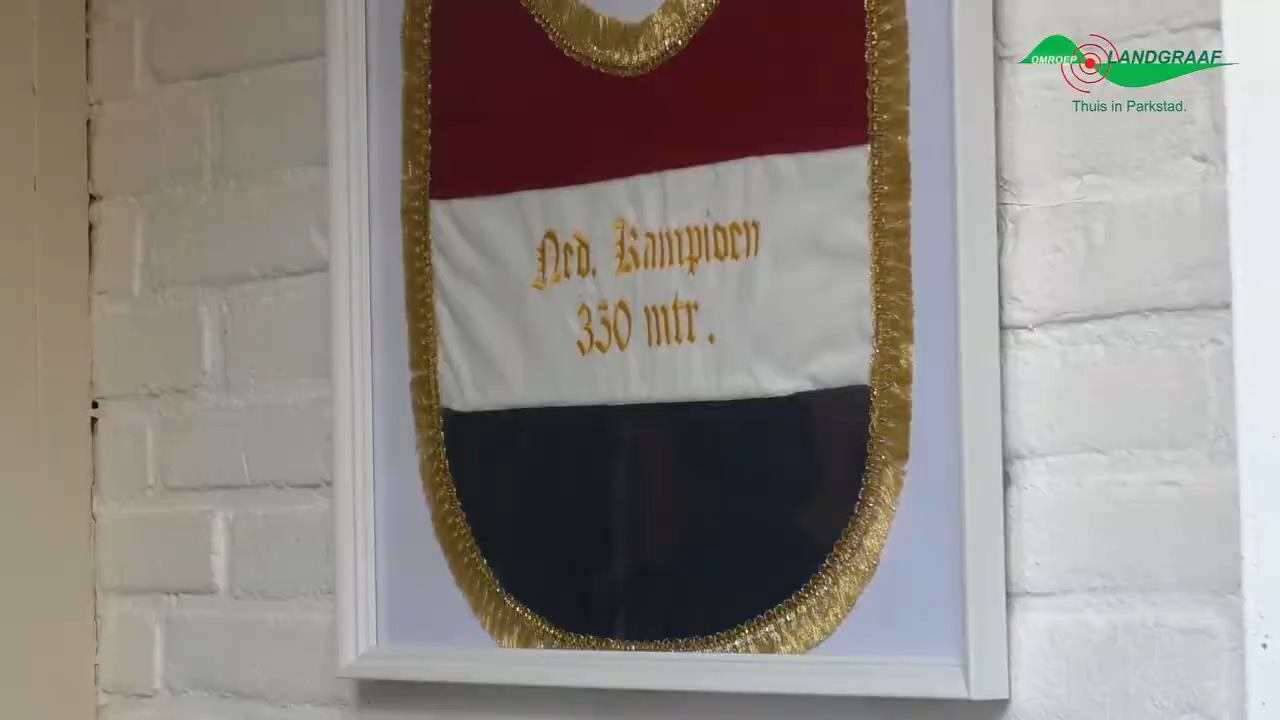 OMROEP LANDGRAAF
Thuis in Parkstad.
Ned. Kampioen
350 mtr.